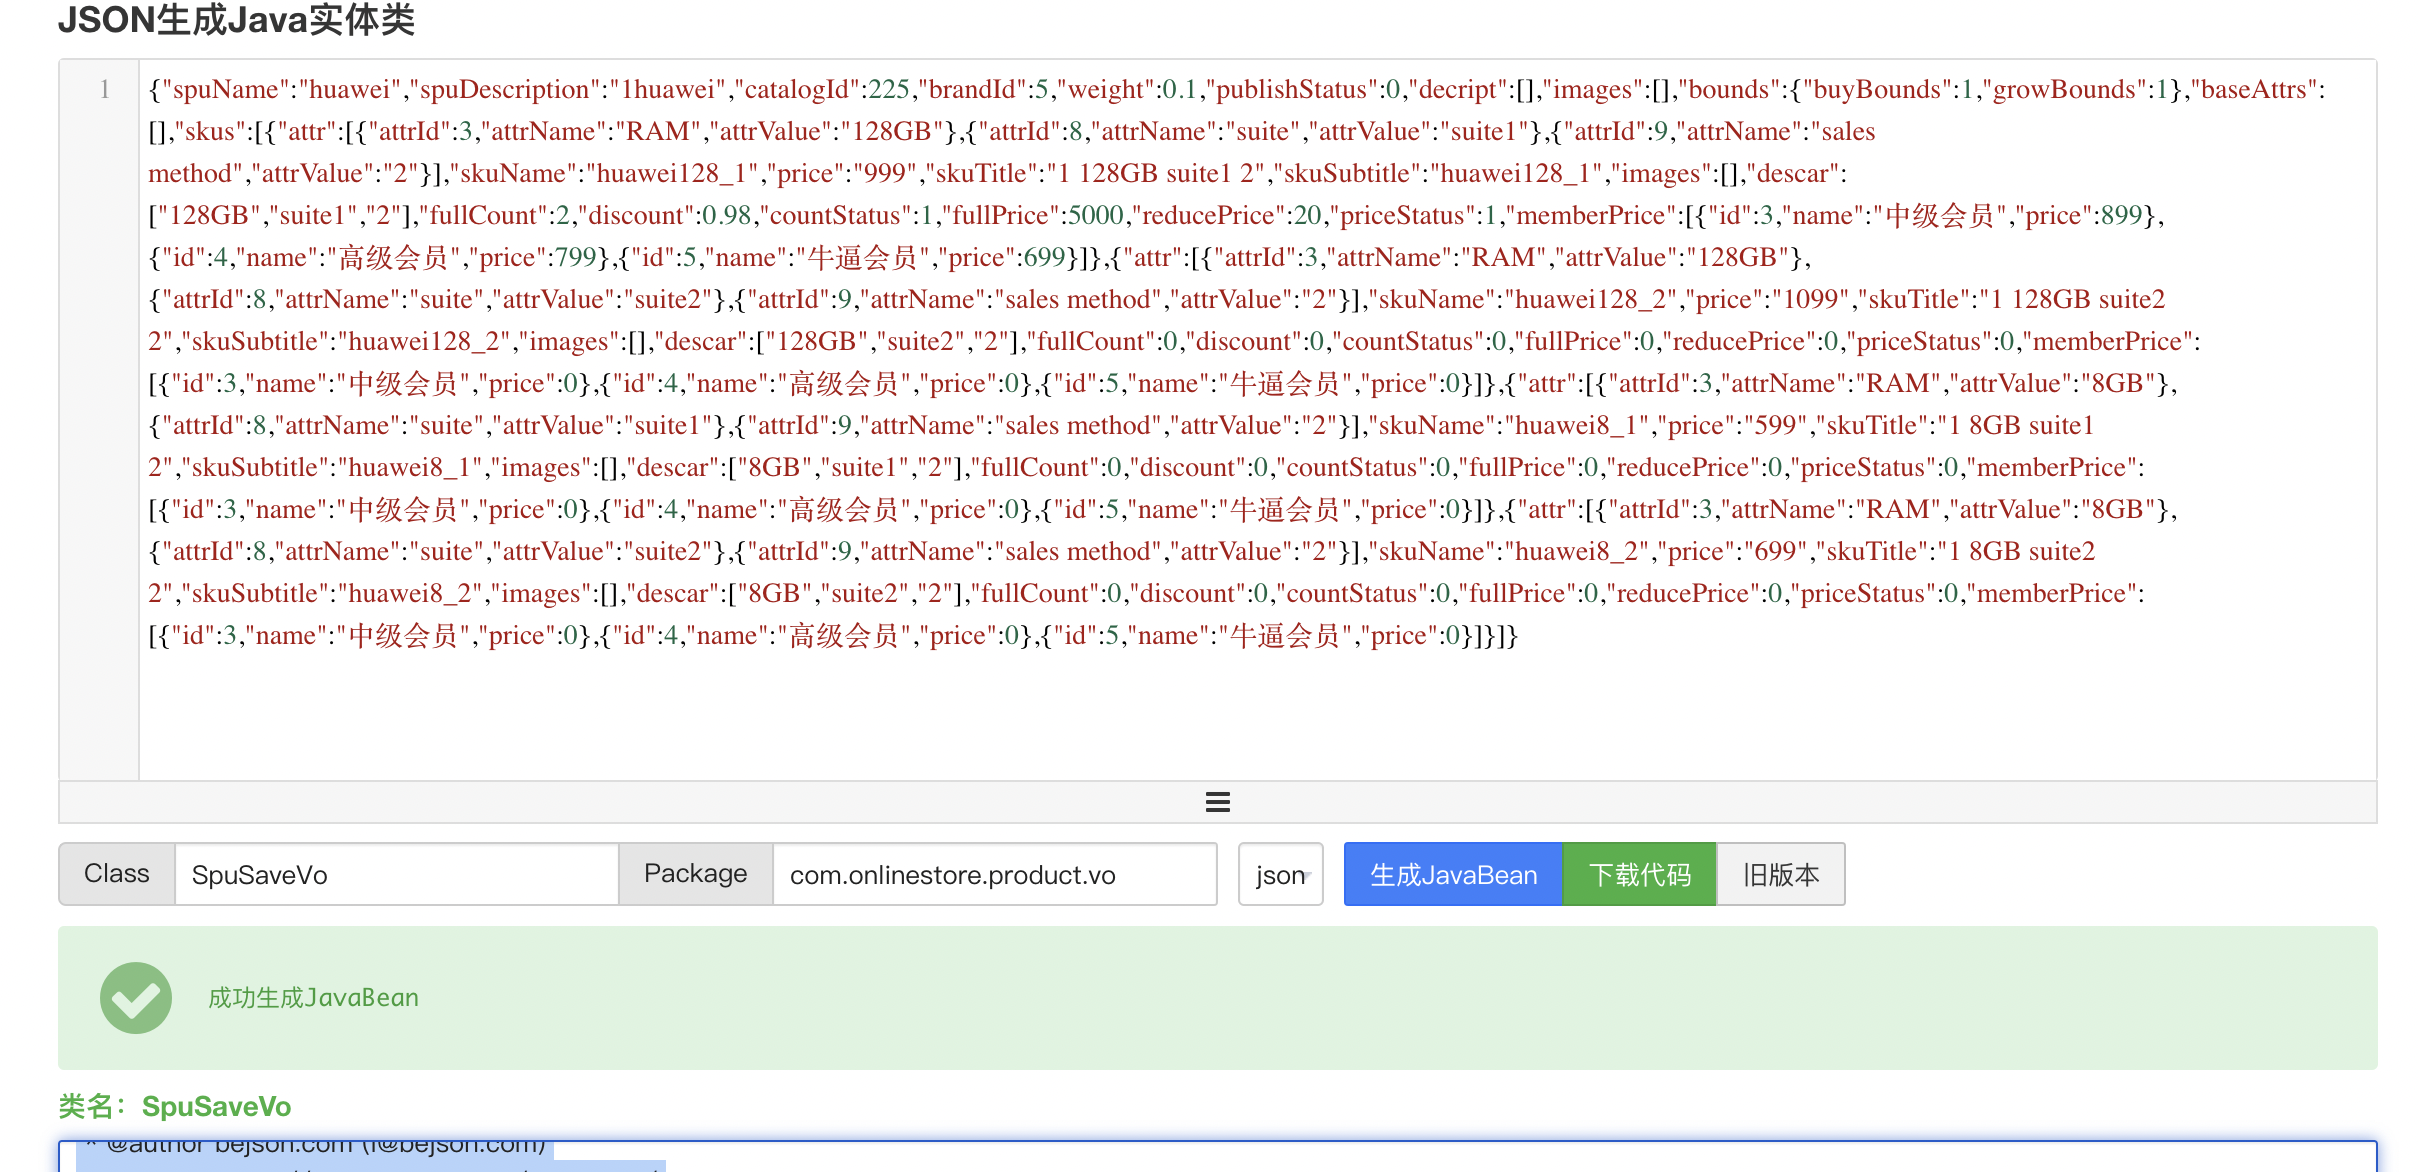 JSON生成Java实体类
1
{"spuName":"huawei","spuDescription":"1huawei","catalogId":225,"brandId":5,"weight":0.1,"publishStatus":0,"decript":[],"images":[],"bounds":{"buyBounds":1,"growBounds":1},"baseAttrs":
[],"skus":[{"attr":[{"attrId":3,"attrName":"RAM","attrValue":"128GB"},{"attrId":8,"attrName":"suite","attrValue":"suite1"},{"attrId":9,"attrName":"sales
method","attrValue":"2"}],"skuName":"huawei128_1","price":"999","skuTitle":"1 128GB suite1 2","skuSubtitle":"huawei128_1","images":[],"descar":
["128GB","suite1","2"],"fullCount":2,"discount":0.98,"countStatus":1,"fullPrice":5000,"reducePrice":20,"priceStatus":1,"memberPrice":[{"id":3,"name":"中级会员","price":899},
{"id":4,"name":"高级会员","price":799},{"id":5,"name":"牛逼会员","price":699}]},{"attr":[{"attrId":3,"attrName":"RAM","attrValue":"128GB"},
{"attrId":8,"attrName":"suite","attrValue":"suite2"},{"attrId":9,"attrName":"sales method","attrValue":"2"}],"skuName":"huawei128_2","price":"1099","skuTitle":"1 128GB suite2
2","skuSubtitle":"huawei128_2","images":[],"descar":["128GB","suite2","2"],"fullCount":0,"discount":0,"countStatus":0,"fullPrice":0,"reducePrice":0,"priceStatus":0,"memberPrice":
[{"id":3,"name":"中级会员","price":0},{"id":4,"name":"高级会员","price":0},{"id":5,"name":"牛逼会员","price":0}]},{"attr":[{"attrId":3,"attrName":"RAM","attrValue":"8GB"},
{"attrId":8,"attrName":"suite","attrValue":"suite1"},{"attrId":9,"attrName":"sales method","attrValue":"2"}],"skuName":"huawei8_1","price":"599","skuTitle":"1 8GB suite1
2","skuSubtitle":"huawei8_1","images":[],"descar":["8GB","suite1","2"],"fullCount":0,"discount":0,"countStatus":0,"fullPrice":0,"reducePrice":0,"priceStatus":0,"memberPrice":
[{"id":3,"name":"中级会员","price":0},{"id":4,"name":"高级会员","price":0},{"id":5,"name":"牛逼会员","price":0}]},{"attr":[{"attrId":3,"attrName":"RAM","attrValue":"8GB"},
{"attrId":8,"attrName":"suite","attrValue":"suite2"},{"attrId":9,"attrName":"sales method","attrValue":"2"}],"skuName":"huawei8_2","price":"699","skuTitle":"1 8GB suite2
2","skuSubtitle":"huawei8_2","images":[],"descar":["8GB","suite2","2"],"fullCount":0,"discount":0,"countStatus":0,"fullPrice":0,"reducePrice":0,"priceStatus":0,"memberPrice":
[{"id":3,"name":"中级会员","price":0},{"id":4,"name":"高级会员","price":0},{"id":5,"name":"牛逼会员","price":0}]}]}
Class SpuSaveVo Package com.onlinestore.product.vo json 生成JavaBean 下载代码 旧版本
成功生成JavaBean
类名：SpuSaveVo
* @author bejson.com (i@bejson.com)